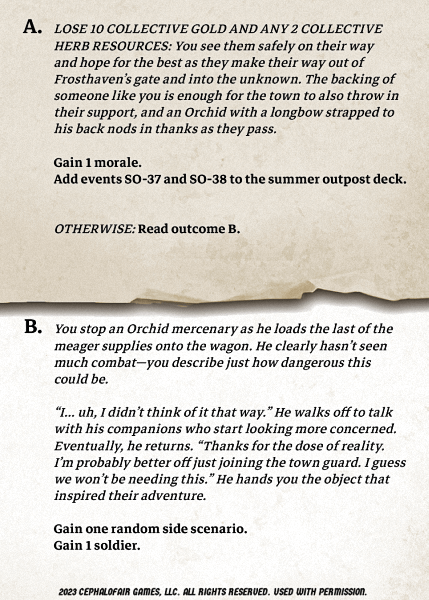 A. LOSE 10 COLLECTIVE GOLD AND ANY 2 COLLECTIVE
HERB RESOURCES: You see them safely on their way
and hope for the best as they make their way out of
Frosthaven’s gate and into the unknown. The backing of
someone like you is enough for the town to also throw in
their support, and an Orchid with a longbow strapped to
his back nods in thanks as they pass.
Gain 1 morale.
Add events SO-37 and SO-38 to the summer outpost deck.
OTHERWISE: Read outcome B.
B. You stop an Orchid mercenary as he loads the last of the
meager supplies onto the wagon. He clearly hasn’t seen
much combat—you describe just how dangerous this
could be.
“I... uh, I didn’t think of it that way.” He walks off to talk
with his companions who start looking more concerned.
Eventually, he returns. “Thanks for the dose of reality.
I’m probably better off just joining the town guard. I guess
we won’t be needing this.” He hands you the object that
inspired their adventure.
Gain one random side scenario.
Gain 1 soldier.
2023 CEPHALOFAIR GAMES, LLC. ALL RIGHTS RESERVED. USED WITH PERMISSION.